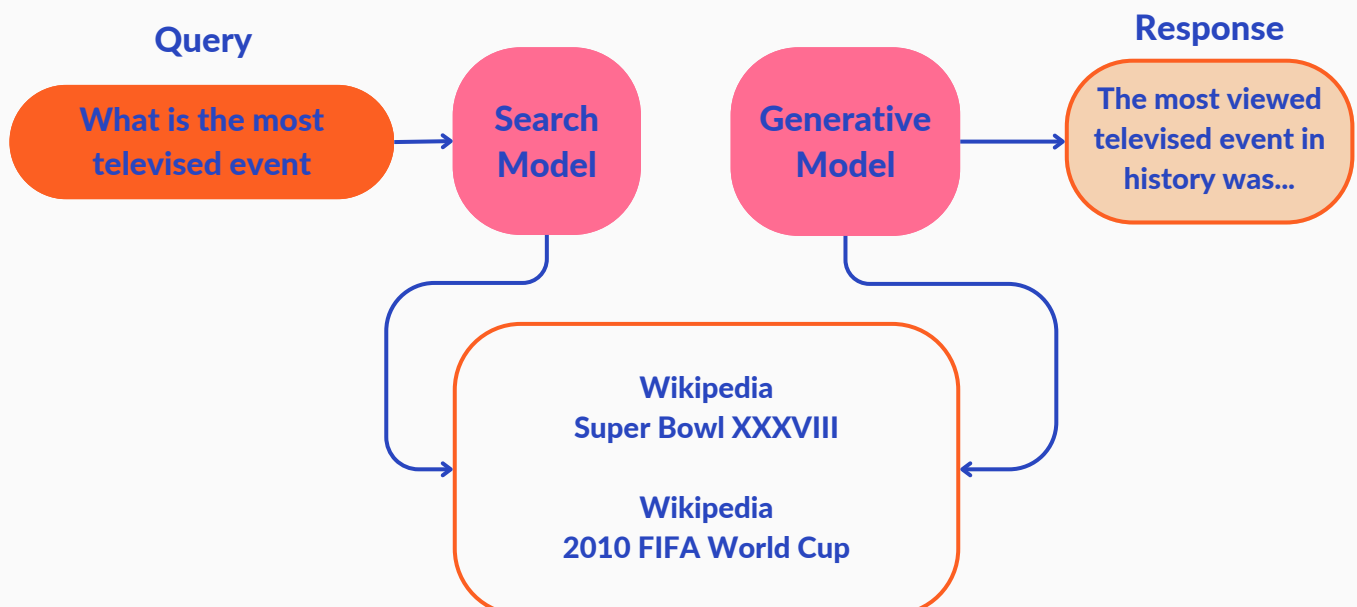 Query
What is the most
televised event
Search
Model
Generative
Model
Response
The most viewed
televised event in
history was...
Wikipedia
Super Bowl XXXVIII
Wikipedia
2010 FIFA World Cup